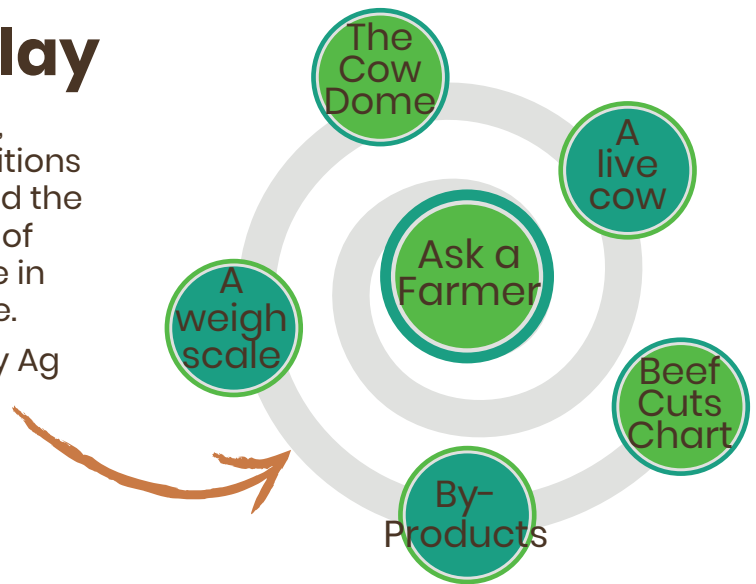 lay
,
itions
d the
of
e in
e.
y Ag
The
Cow
Dome
A
live
cow
Ask a
Farmer
A
weigh
scale
Beef
Cuts
Chart
By-
Products